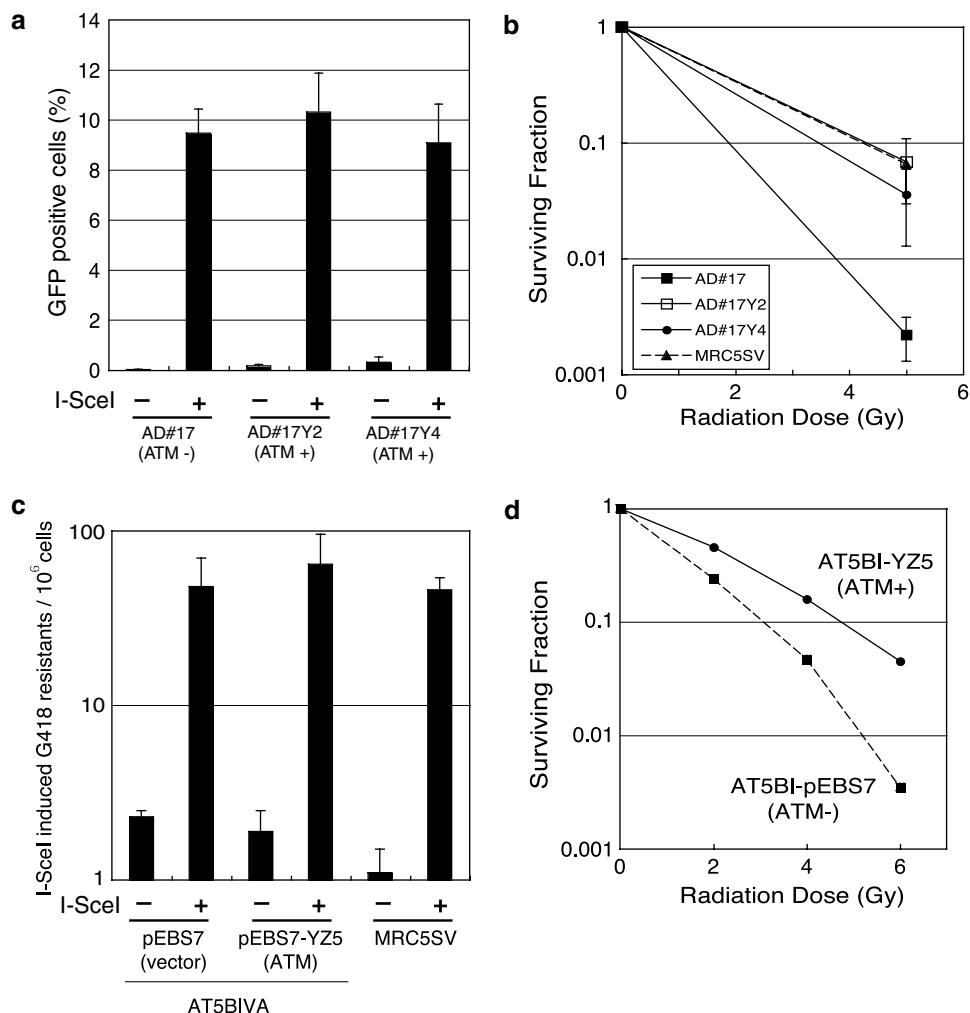 a
14
12
10
8
6
4
2
0
GFP positive cells (%)
I-SceI
− + − + − +
AD#17 AD#17Y2 AD#17Y4
(ATM -) (ATM +) (ATM +)
b
1
0.1
0.01
0.001
Surviving Fraction
AD#17
AD#17Y2
AD#17Y4
MRC5SV
0 2 4 6
Radiation Dose (Gy)
c
100
10
1
I-SceI induced G418 resistants / 10⁶ cells
I-SceI
− + − + − +
pEBS7 pEBS7-YZ5 MRC5SV
(vector) (ATM)
AT5BIVA
d
1
0.1
0.01
0.001
Surviving Fraction
AT5BI-YZ5
(ATM+)
AT5BI-pEBS7
(ATM-)
0 2 4 6
Radiation Dose (Gy)